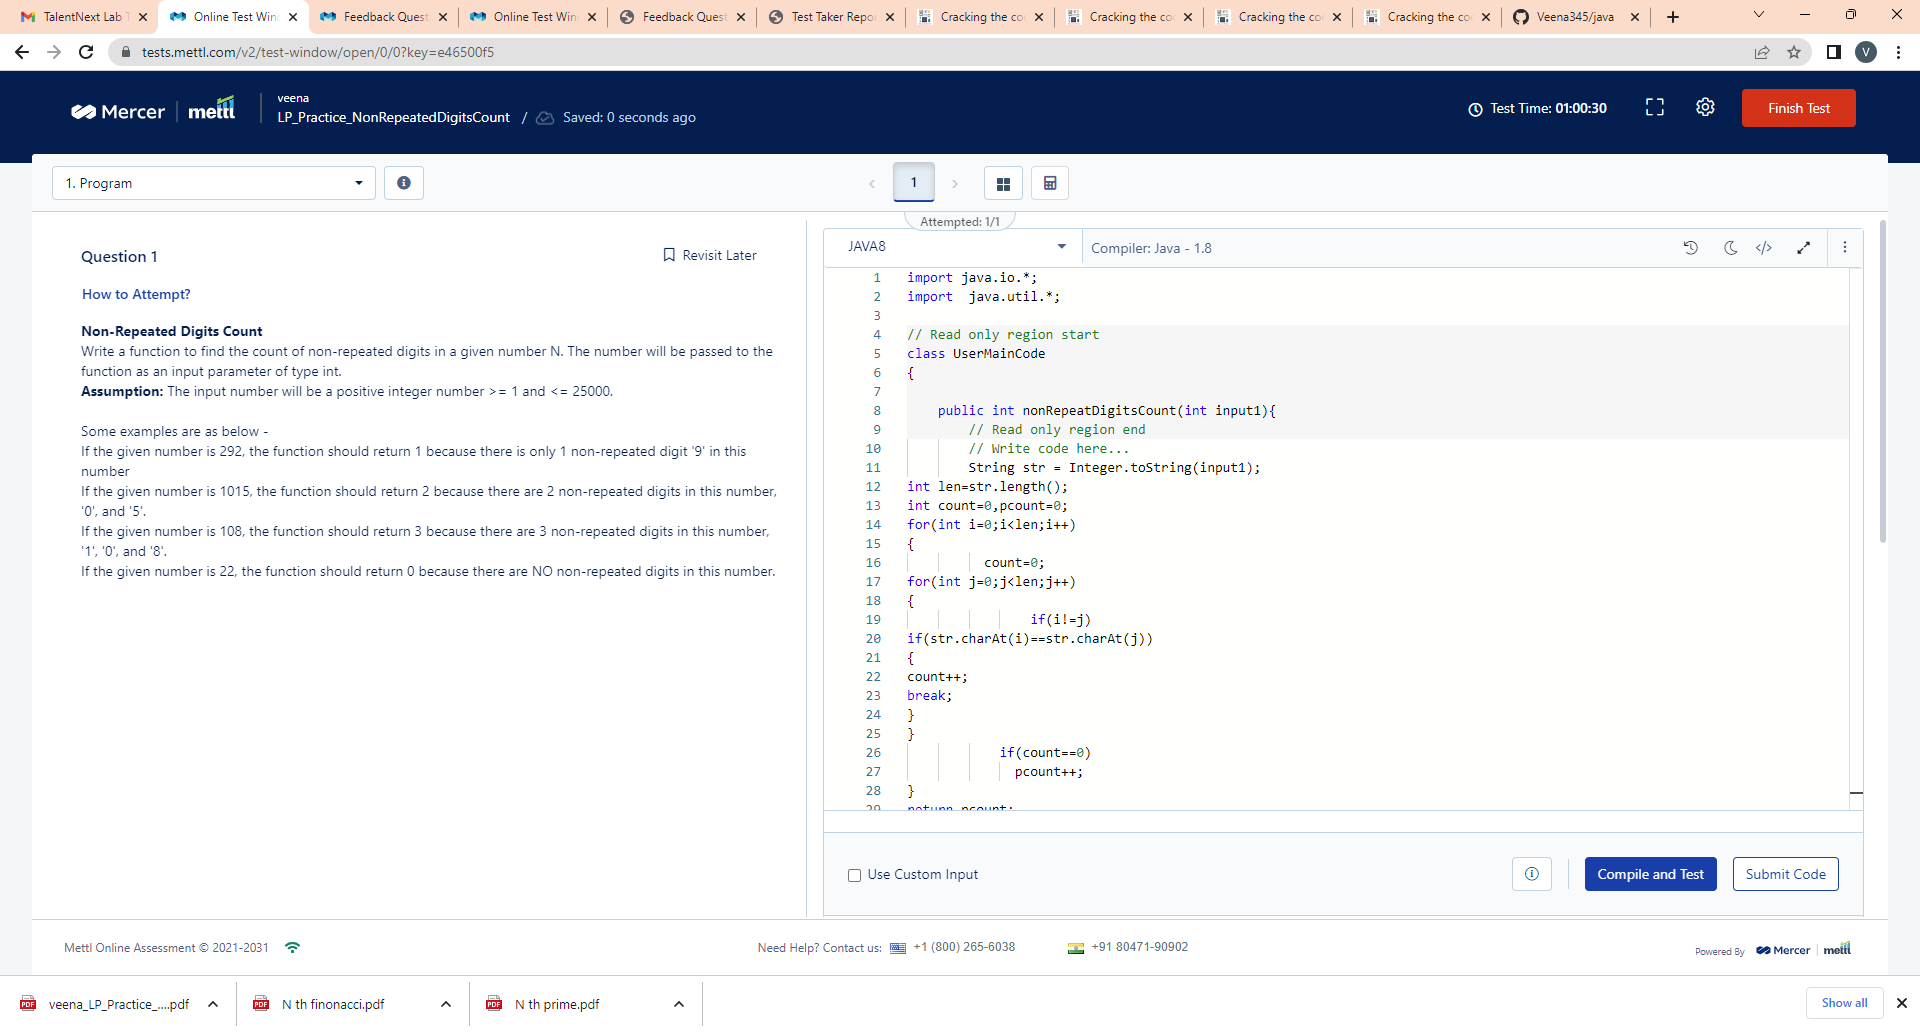 TalentNext Lab
Online Test Win
Feedback Quest
Online Test Win
Feedback Quest
Test Taker Repo
Cracking the co
Cracking the co
Cracking the co
Cracking the co
Veena345/java
tests.mettl.com/v2/test-window/open/0/0?key=e46500f5
V
Mercer | mettl
veena
LP_Practice_NonRepeatedDigitsCount / Saved: 0 seconds ago
Test Time: 01:00:30
Finish Test
1. Program
1
Attempted: 1/1
Question 1
Revisit Later
How to Attempt?
Non-Repeated Digits Count
Write a function to find the count of non-repeated digits in a given number N. The number will be passed to the
function as an input parameter of type int.
Assumption: The input number will be a positive integer number >= 1 and <= 25000.
Some examples are as below -
If the given number is 292, the function should return 1 because there is only 1 non-repeated digit '9' in this
number
If the given number is 1015, the function should return 2 because there are 2 non-repeated digits in this number,
'0', and '5'.
If the given number is 108, the function should return 3 because there are 3 non-repeated digits in this number,
'1', '0', and '8'.
If the given number is 22, the function should return 0 because there are NO non-repeated digits in this number.
JAVA8
Compiler: Java - 1.8
1 import java.io.*;
2 import  java.util.*;
3
4 // Read only region start
5 class UserMainCode
6 {
7
8 public int nonRepeatDigitsCount(int input1){
9 // Read only region end
10 // Write code here...
11 String str = Integer.toString(input1);
12 int len=str.length();
13 int count=0,pcount=0;
14 for(int i=0;i<len;i++)
15 {
16 count=0;
17 for(int j=0;j<len;j++)
18 {
19 if(i!=j)
20 if(str.charAt(i)==str.charAt(j))
21 {
22 count++;
23 break;
24 }
25 }
26 if(count==0)
27 pcount++;
28 }
29 return pcount;
Use Custom Input
Compile and Test
Submit Code
Mettl Online Assessment © 2021-2031
Need Help? Contact us: +1 (800) 265-6038
+91 80471-90902
Powered By Mercer | mettl
veena_LP_Practice_....pdf
N th finonacci.pdf
N th prime.pdf
Show all